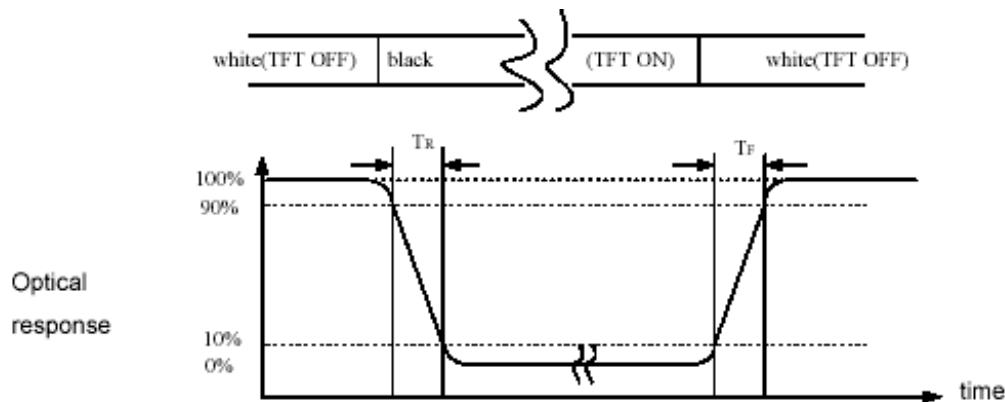 white(TFT OFF) black (TFT ON) white(TFT OFF)
TR TF
100%
90%
Optical
response
10%
0%
time